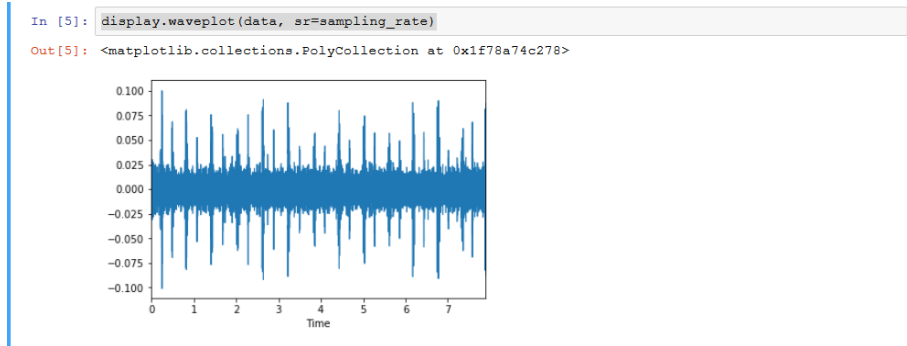 In [5]: display.waveplot(data, sr=sampling_rate)
Out[5]: <matplotlib.collections.PolyCollection at 0x1f78a74c278>
0.100
0.075
0.050
0.025
0.000
−0.025
−0.050
−0.075
−0.100
0 1 2 3 4 5 6 7
Time